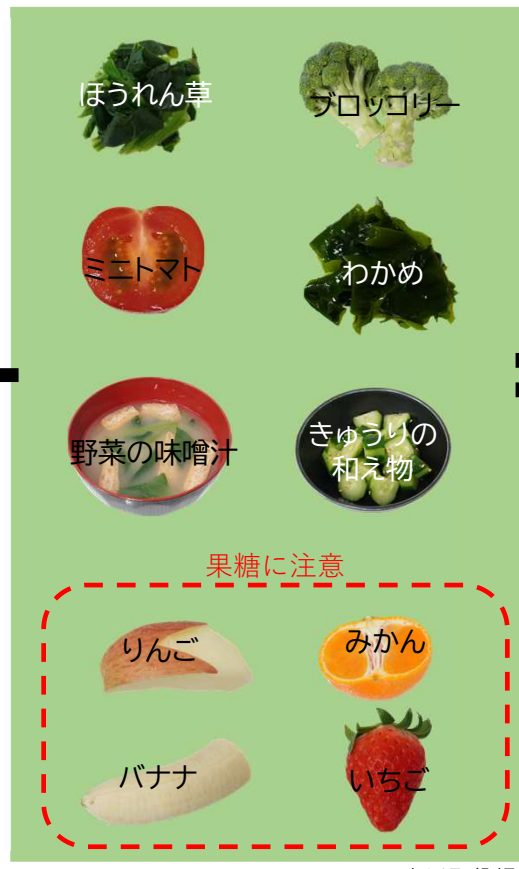 ほうれん草
ブロッコリー
ミニトマト
わかめ
野菜の味噌汁
きゅうりの
和え物
果糖に注意
りんご
みかん
バナナ
いちご